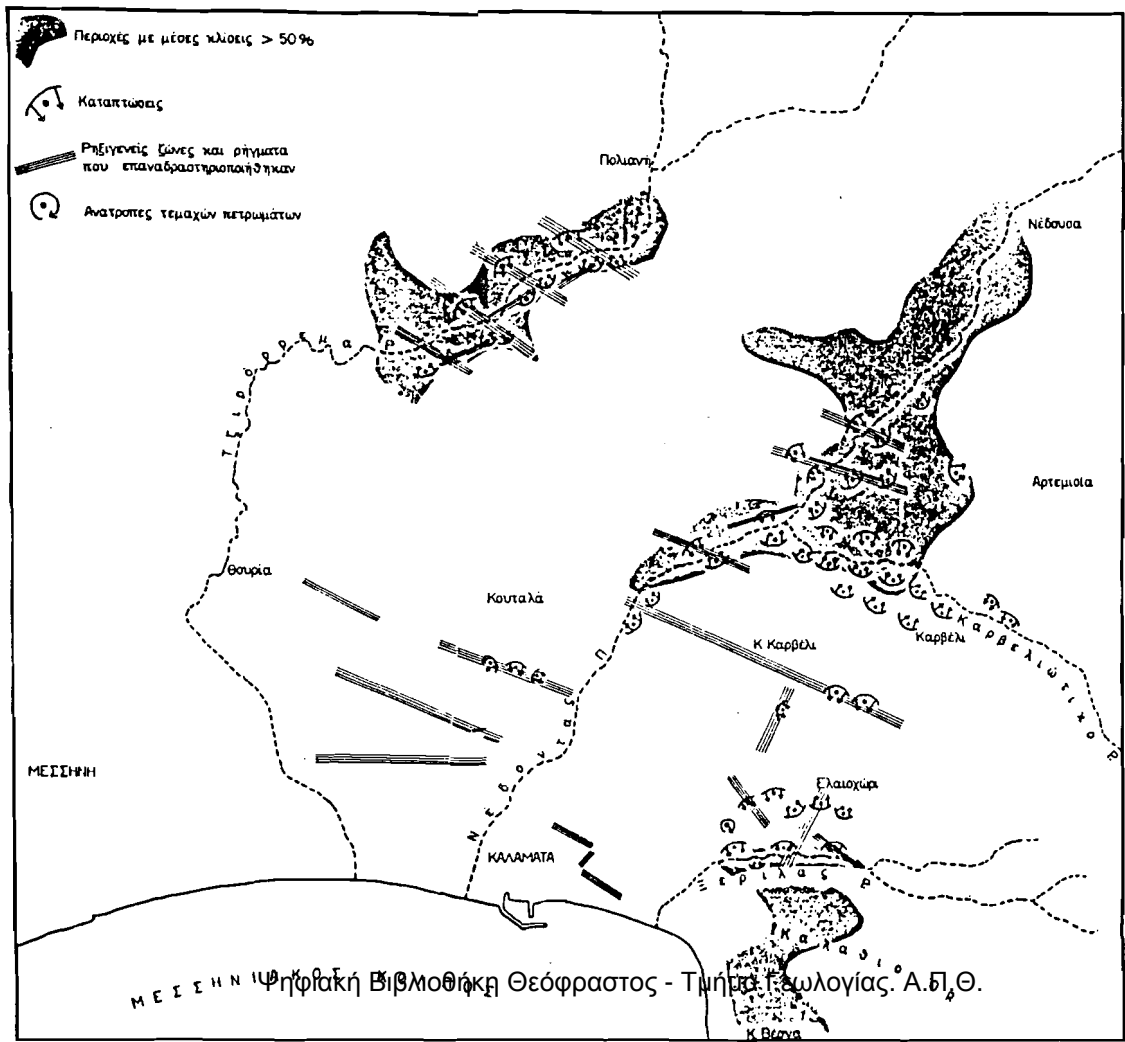 Περιοχές με μέσες κλίσεις > 50%
Καταπτώσεις
Ρηξιγενείς ζώνες και ρήγματα
που επαναδραστηριοποιήθηκαν
Ανατροπές τεμαχών πετρωμάτων
Πολιανή
Νέδουσα
Τζιρόρρεμα Ρ
Αρτεμισία
Θουρία
Κουταλά
Κ Καρβέλι
Καρβέλι
Καρβελιώτικο Ρ.
ΜΕΣΣΗΝΗ
Νέδοντας Π
Ελαιοχώρι
ΚΑΛΑΜΑΤΑ
Ξερίλας Ρ
Καλάθιο Ρ
ΜΕΣΣΗΝΙΑΚΟΣ
Ψηφιακή Βιβλιοθήκη Θεόφραστος - Τμήμα Γεωλογίας. Α.Π.Θ.
Κ Βέργα